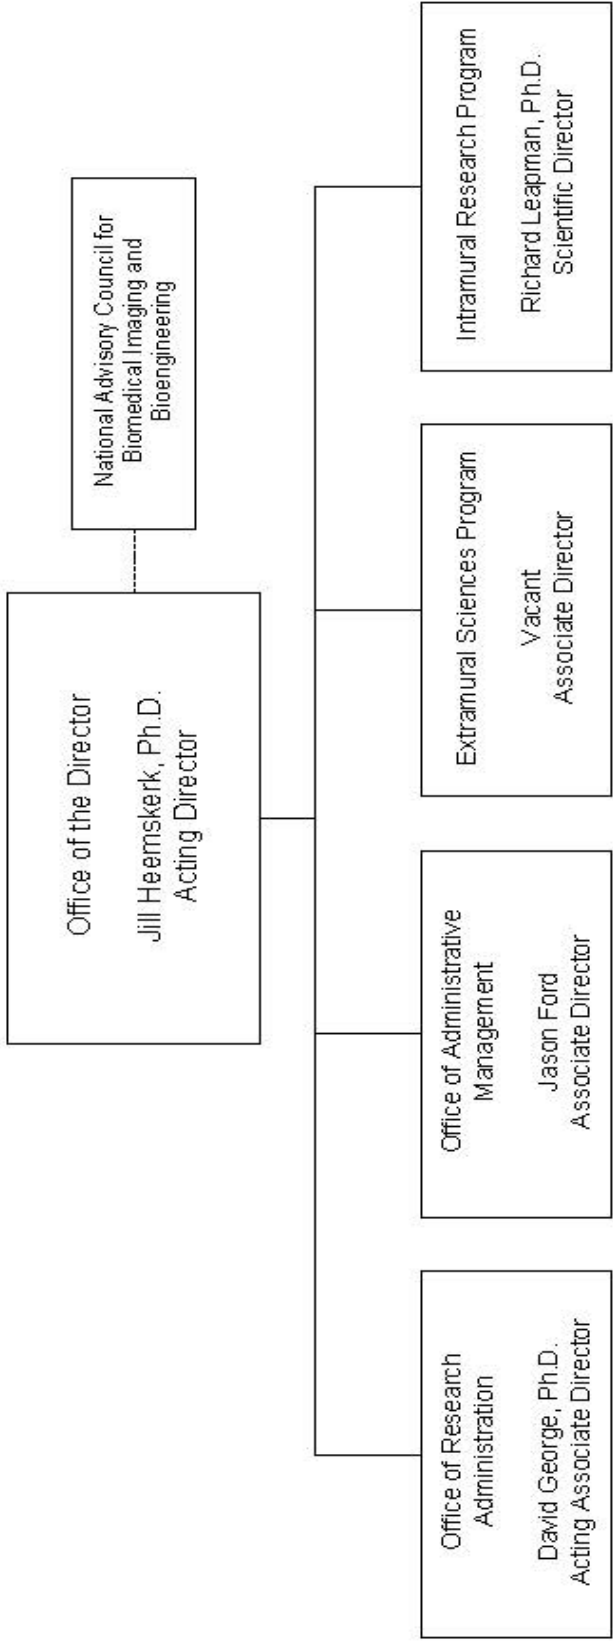 Office of the Director
Jill Heemskerk, Ph.D.
Acting Director
National Advisory Council for
Biomedical Imaging and
Bioengineering
Office of Research
Administration
David George, Ph.D.
Acting Associate Director
Office of Administrative
Management
Jason Ford
Associate Director
Extramural Sciences Program
Vacant
Associate Director
Intramural Research Program
Richard Leapman, Ph.D.
Scientific Director